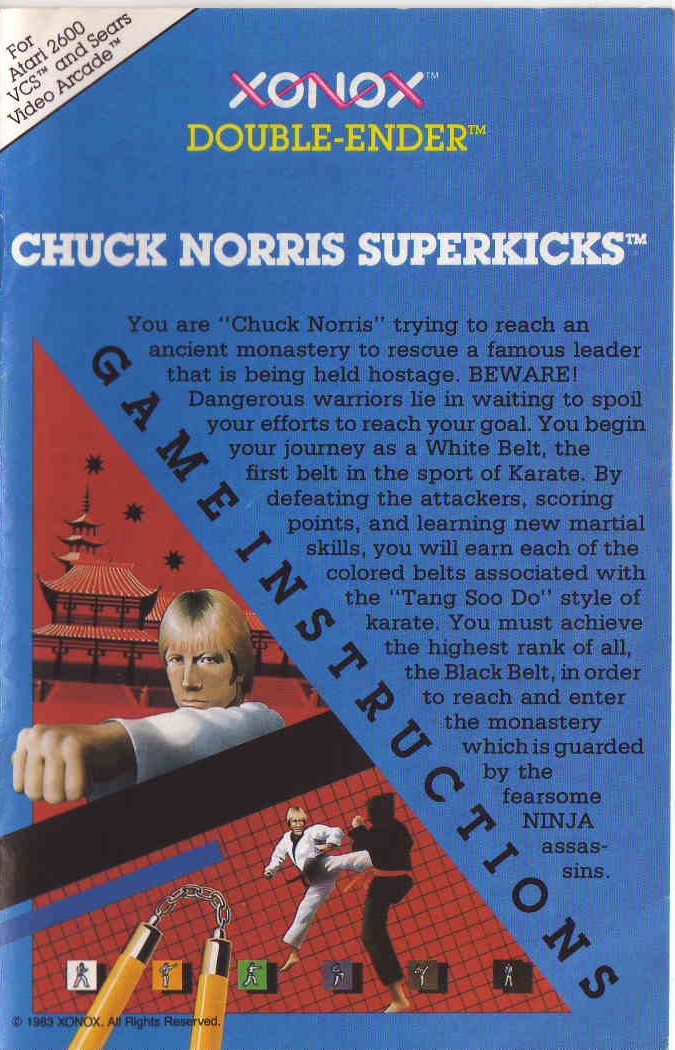 For
Atari 2600
VCS™ and Sears
Video Arcade™
XONOX™
DOUBLE-ENDER™
CHUCK NORRIS SUPERKICKS™
You are "Chuck Norris" trying to reach an
ancient monastery to rescue a famous leader
that is being held hostage. BEWARE!
Dangerous warriors lie in waiting to spoil
your efforts to reach your goal. You begin
your journey as a White Belt, the
first belt in the sport of Karate. By
defeating the attackers, scoring
points, and learning new martial
skills, you will earn each of the
colored belts associated with
the "Tang Soo Do" style of
karate. You must achieve
the highest rank of all,
the Black Belt, in order
to reach and enter
the monastery
which is guarded
by the
fearsome
NINJA
assas-
sins.
GAME INSTRUCTIONS
© 1983 XONOX. All Rights Reserved.